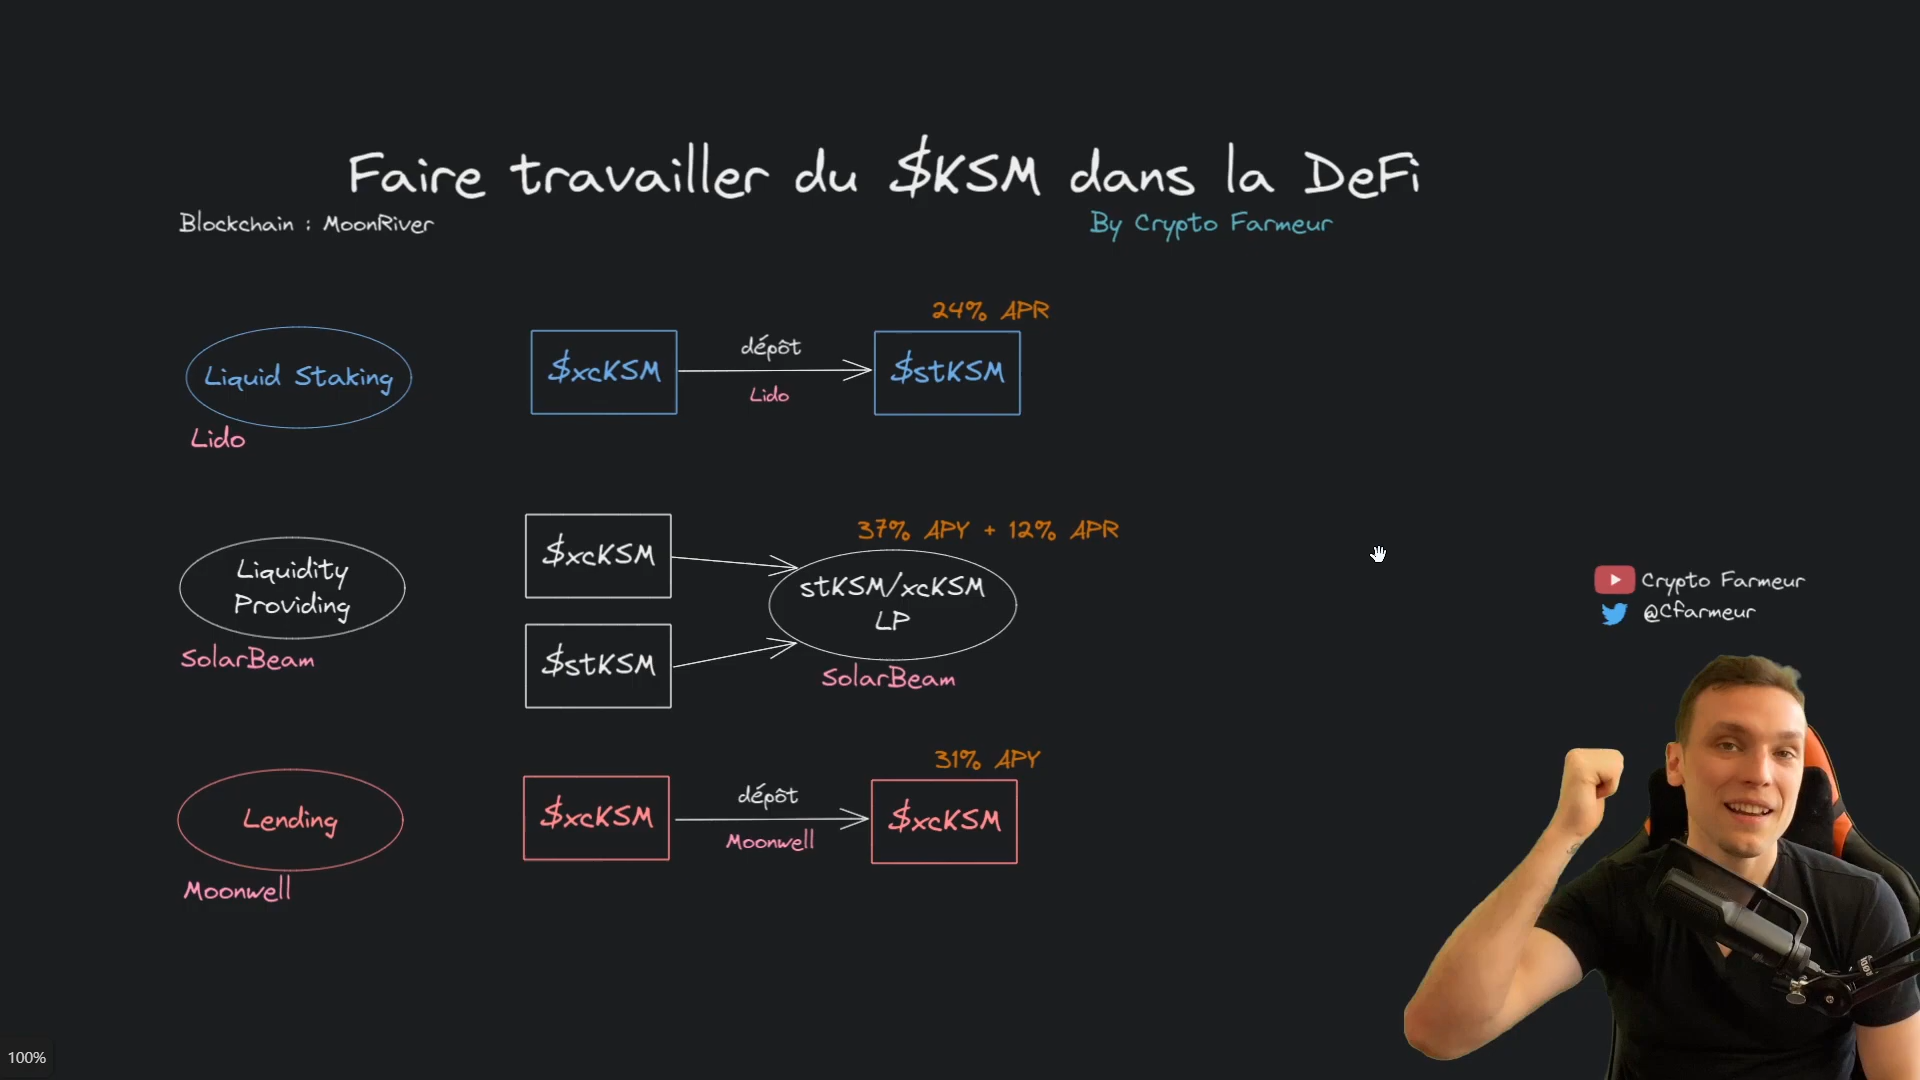 Faire travailler du $KSM dans la DeFi
Blockchain : MoonRiver
By Crypto Farmeur
24% APR
Liquid Staking
$xcKSM
dépôt
Lido
$stKSM
Lido
37% APY + 12% APR
Liquidity
Providing
$xcKSM
$stKSM
stKSM/xcKSM
LP
SolarBeam
SolarBeam
Crypto Farmeur
@Cfarmeur
31% APY
Lending
$xcKSM
dépôt
Moonwell
$xcKSM
Moonwell
RØDE
100%